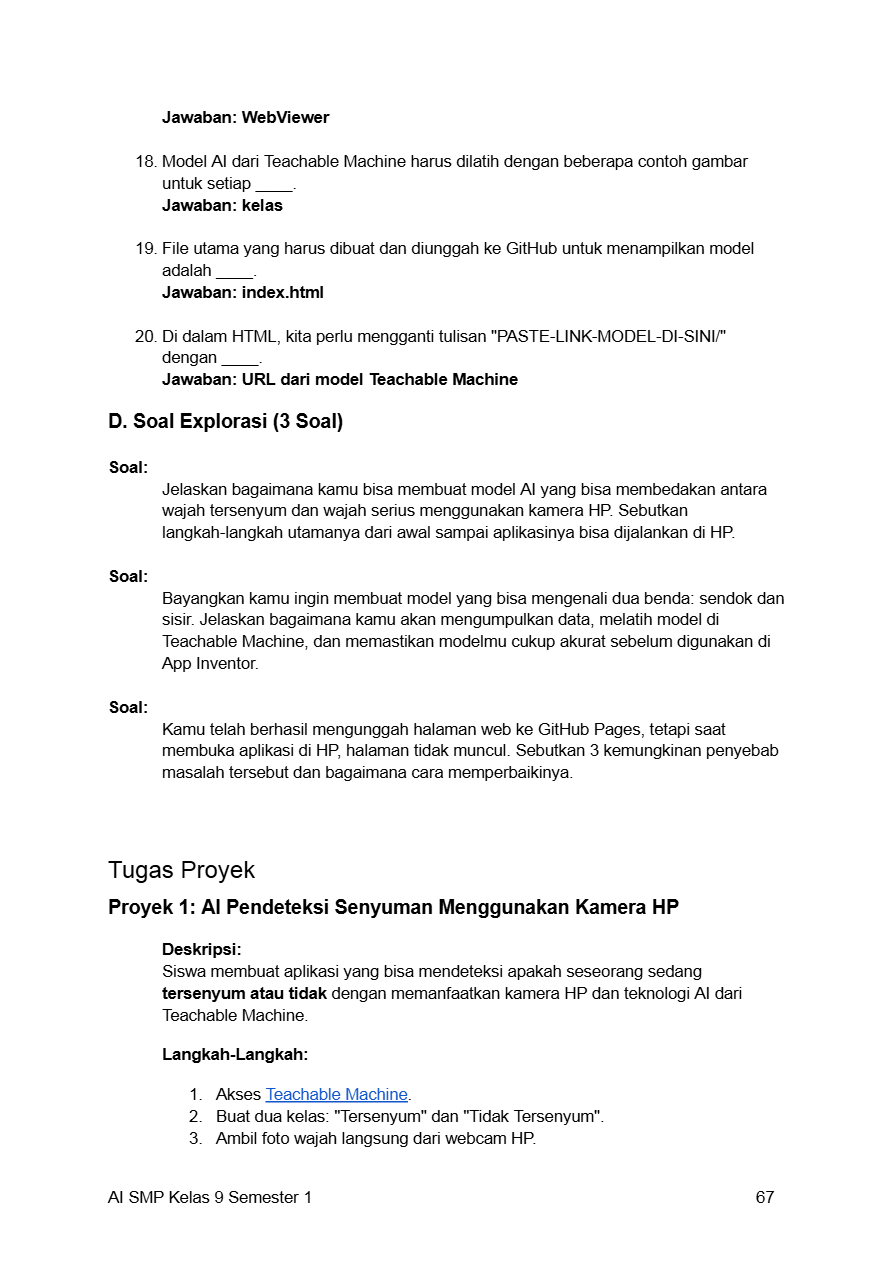 Jawaban: WebViewer
18. Model AI dari Teachable Machine harus dilatih dengan beberapa contoh gambar
untuk setiap ____.
Jawaban: kelas
19. File utama yang harus dibuat dan diunggah ke GitHub untuk menampilkan model
adalah ____.
Jawaban: index.html
20. Di dalam HTML, kita perlu mengganti tulisan "PASTE-LINK-MODEL-DI-SINI/"
dengan ____.
Jawaban: URL dari model Teachable Machine
D. Soal Explorasi (3 Soal)
Soal:
Jelaskan bagaimana kamu bisa membuat model AI yang bisa membedakan antara
wajah tersenyum dan wajah serius menggunakan kamera HP. Sebutkan
langkah-langkah utamanya dari awal sampai aplikasinya bisa dijalankan di HP.
Soal:
Bayangkan kamu ingin membuat model yang bisa mengenali dua benda: sendok dan
sisir. Jelaskan bagaimana kamu akan mengumpulkan data, melatih model di
Teachable Machine, dan memastikan modelmu cukup akurat sebelum digunakan di
App Inventor.
Soal:
Kamu telah berhasil mengunggah halaman web ke GitHub Pages, tetapi saat
membuka aplikasi di HP, halaman tidak muncul. Sebutkan 3 kemungkinan penyebab
masalah tersebut dan bagaimana cara memperbaikinya.
Tugas Proyek
Proyek 1: AI Pendeteksi Senyuman Menggunakan Kamera HP
Deskripsi:
Siswa membuat aplikasi yang bisa mendeteksi apakah seseorang sedang
tersenyum atau tidak dengan memanfaatkan kamera HP dan teknologi AI dari
Teachable Machine.
Langkah-Langkah:
1. Akses Teachable Machine.
2. Buat dua kelas: "Tersenyum" dan "Tidak Tersenyum".
3. Ambil foto wajah langsung dari webcam HP.
AI SMP Kelas 9 Semester 1 67